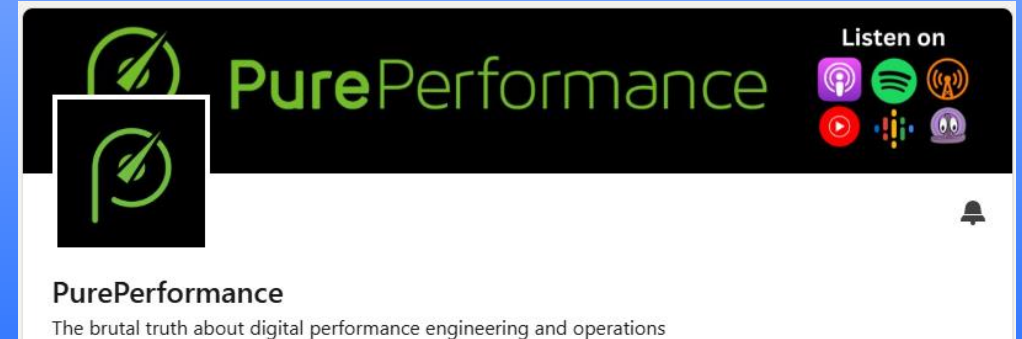 PurePerformance
Listen on
PurePerformance
The brutal truth about digital performance engineering and operations